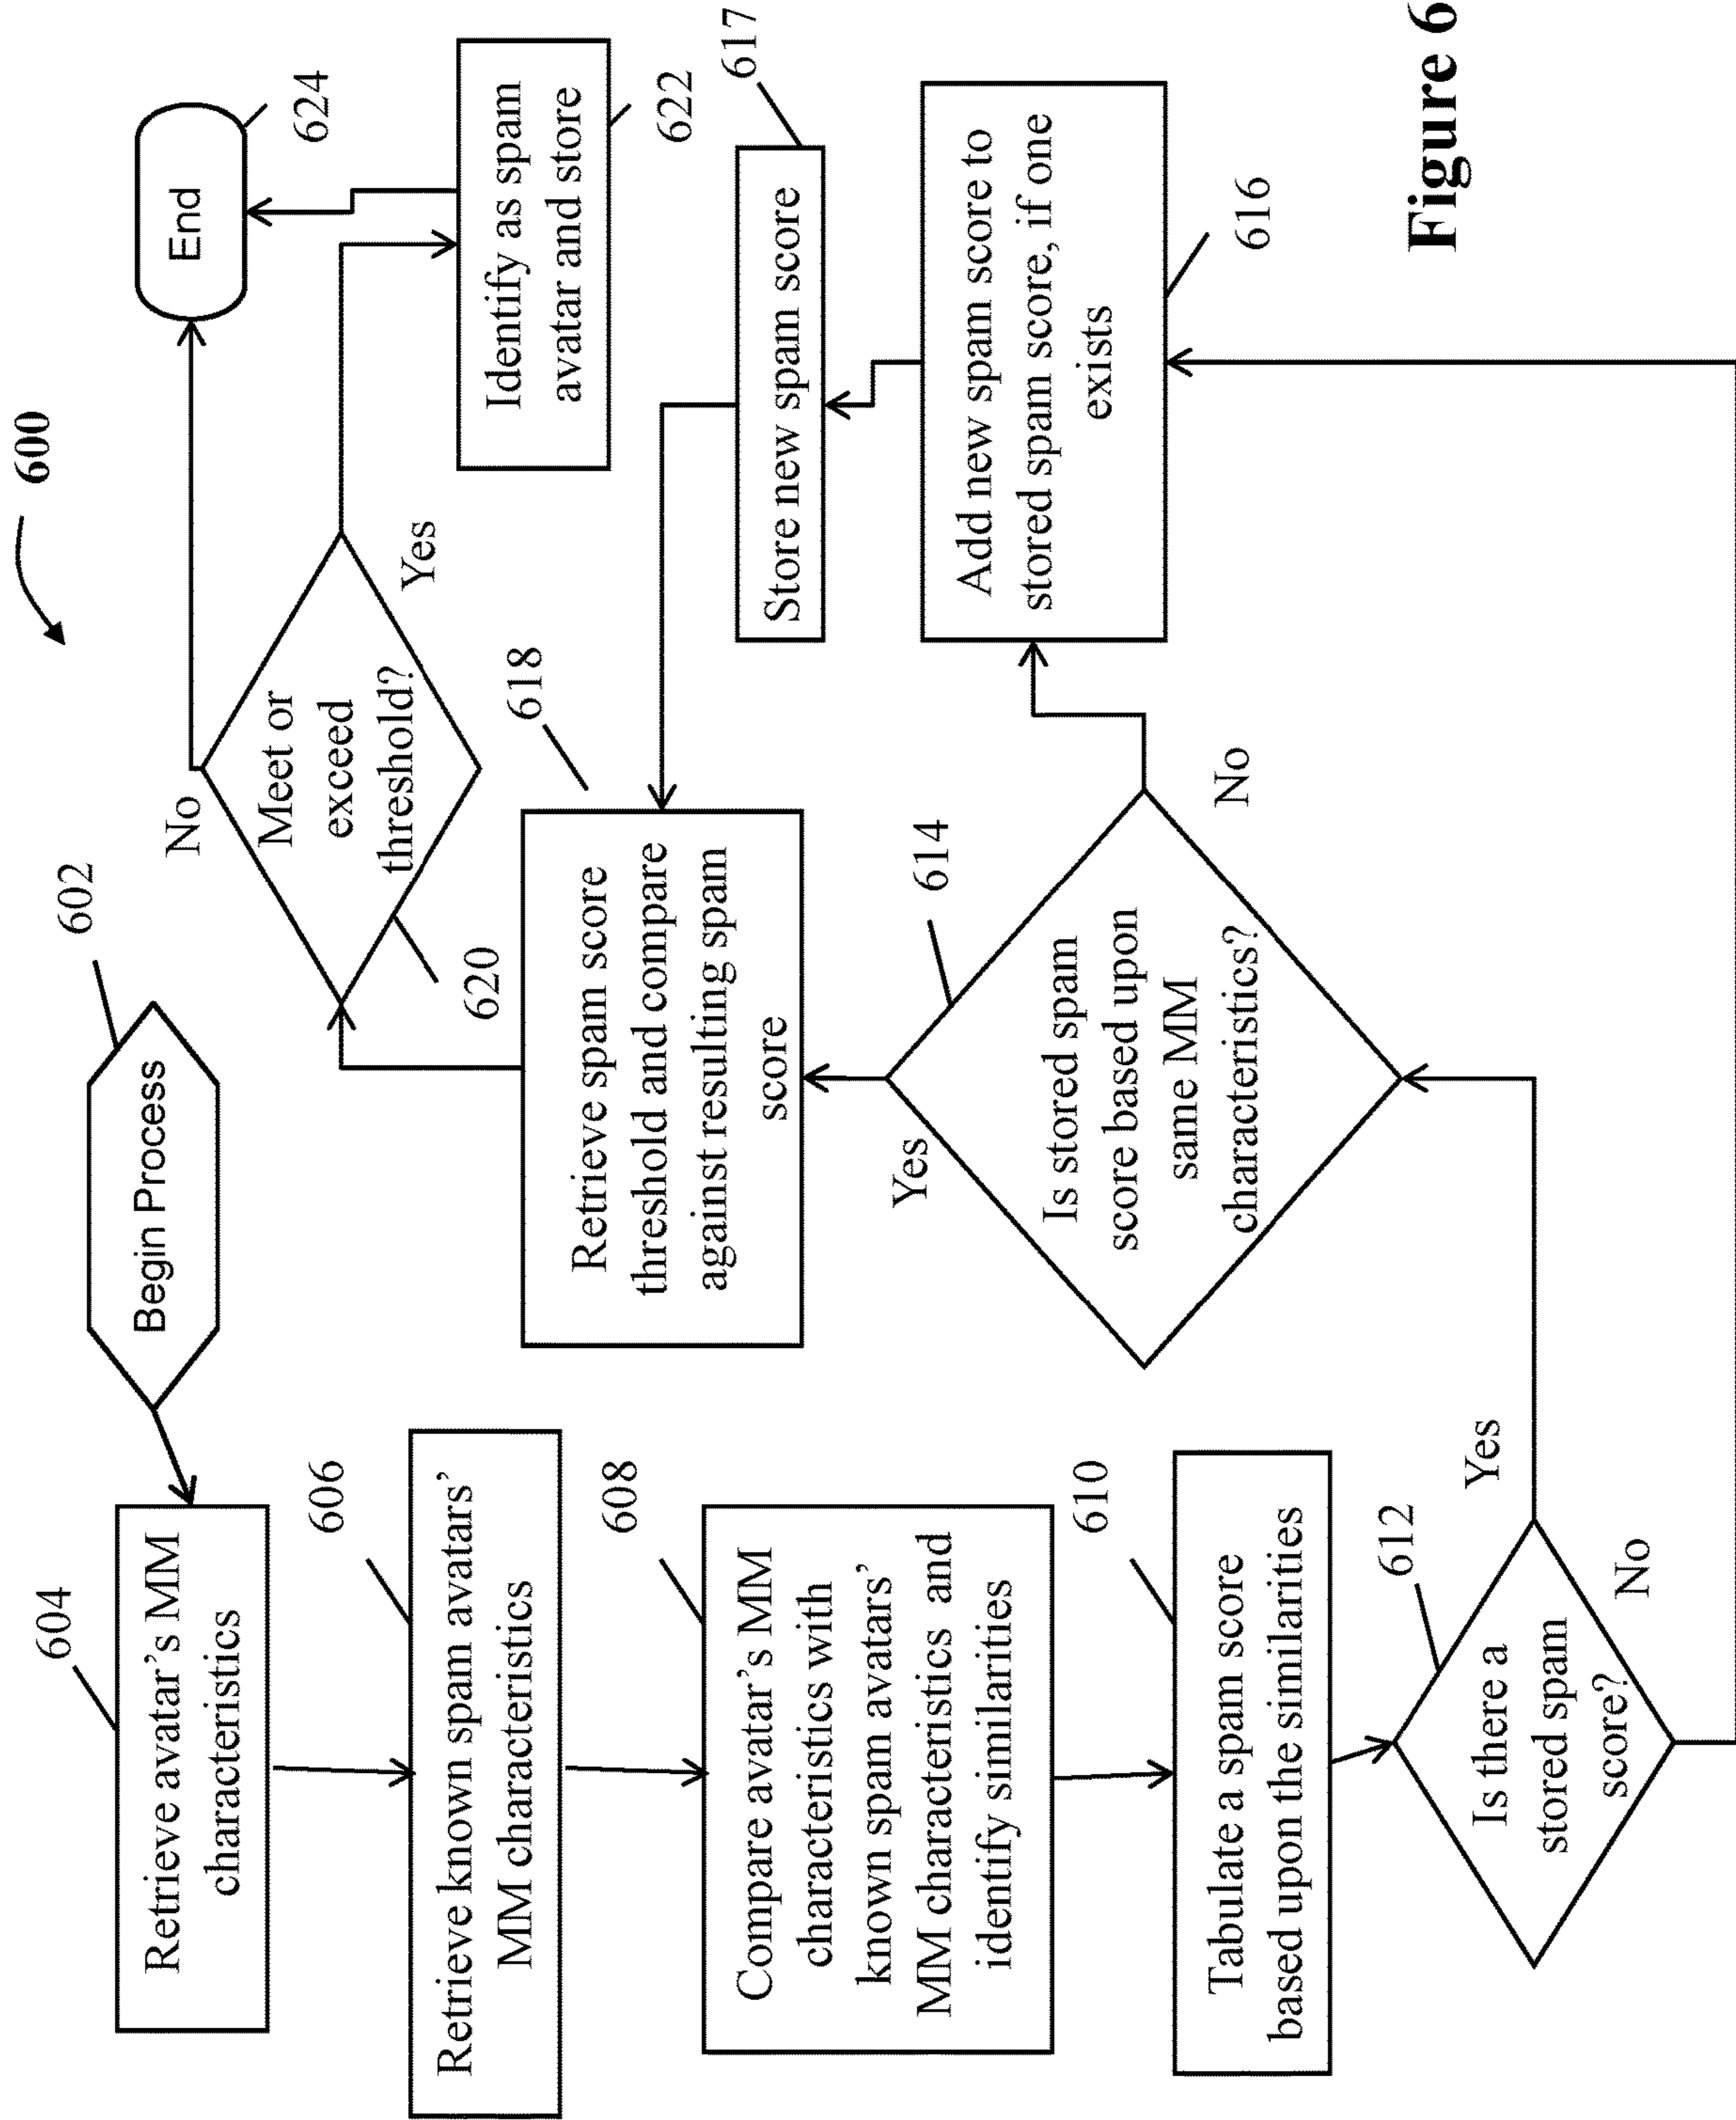 600
602
Begin Process
604
Retrieve avatar’s MM
characteristics
606
Retrieve known spam avatars’
MM characteristics
608
Compare avatar’s MM
characteristics with
known spam avatars’
MM characteristics and
identify similarities
610
Tabulate a spam score
based upon the similarities
612
Is there a
stored spam
score?
Yes
No
614
Is stored spam
score based upon
same MM
characteristics?
Yes
No
616
Add new spam score to
stored spam score, if one
exists
617
Store new spam score
618
Retrieve spam score
threshold and compare
against resulting spam
score
620
Meet or
exceed
threshold?
No
Yes
622
Identify as spam
avatar and store
624
End
Figure 6